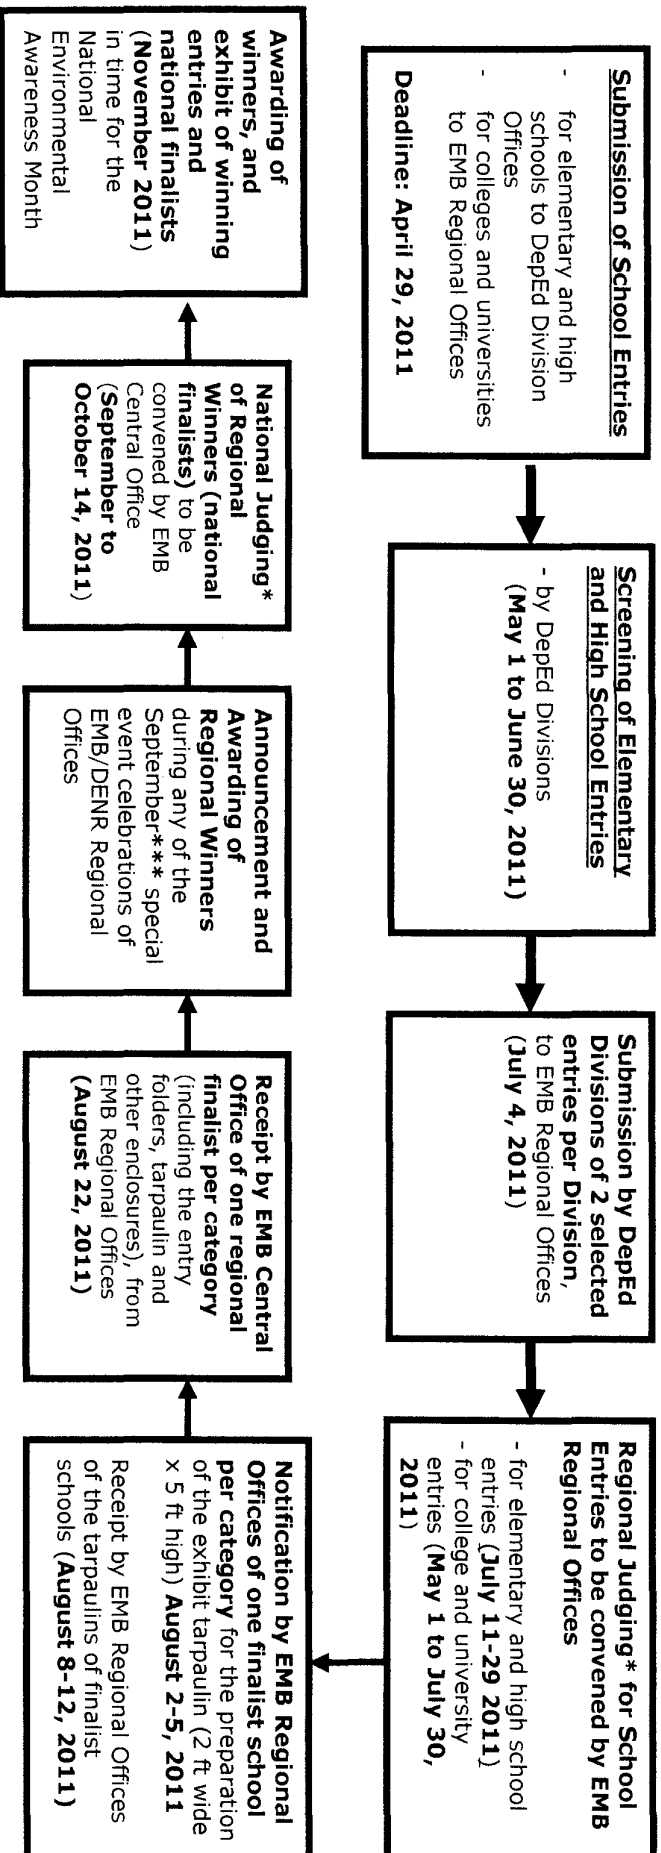 Submission of School Entries
- for elementary and high
schools to DepEd Division
Offices
- for colleges and universities
to EMB Regional Offices
Deadline: April 29, 2011
Screening of Elementary
and High School Entries
- by DepEd Divisions
(May 1 to June 30, 2011)
Submission by DepEd
Divisions of 2 selected
entries per Division,
to EMB Regional Offices
(July 4, 2011)
Regional Judging* for School
Entries to be convened by EMB
Regional Offices
- for elementary and high school
entries (July 11-29 2011)
- for college and university
entries (May 1 to July 30,
2011)
Notification by EMB Regional
Offices of one finalist school
per category for the preparation
of the exhibit tarpaulin (2 ft wide
x 5 ft high) August 2-5, 2011
Receipt by EMB Regional Offices
of the tarpaulins of finalist
schools (August 8-12, 2011)
Receipt by EMB Central
Office of one regional
finalist per category
(including the entry
folders, tarpaulin and
other enclosures), from
EMB Regional Offices
(August 22, 2011)
Announcement and
Awarding of
Regional Winners
during any of the
September*** special
event celebrations of
EMB/DENR Regional
Offices
National Judging*
of Regional
Winners (national
finalists) to be
convened by EMB
Central Office
(September to
October 14, 2011)
Awarding of
winners, and
exhibit of winning
entries and
national finalists
(November 2011)
in time for the
National
Environmental
Awareness Month